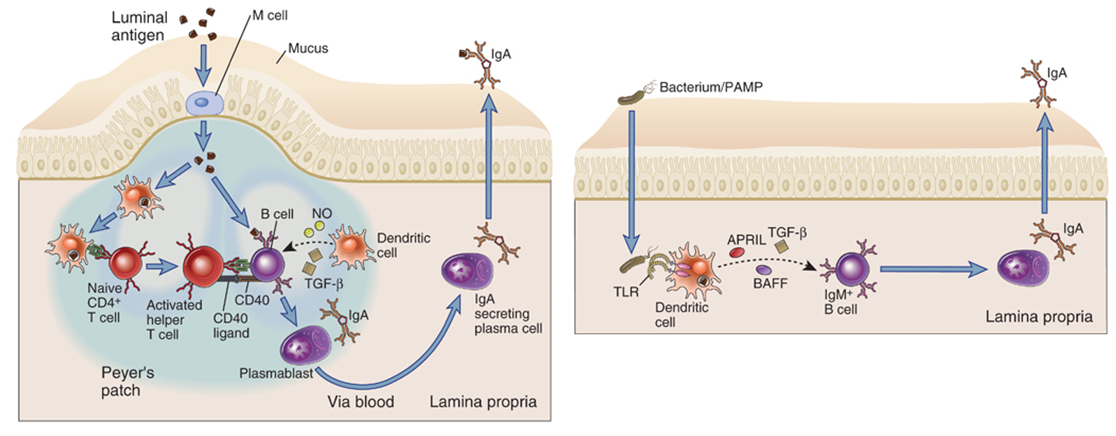 Luminal
antigen
M cell
Mucus
IgA
B cell
NO
Dendritic
cell
TGF-β
Naive
CD4+
T cell
Activated
helper
T cell
CD40
CD40
ligand
IgA
IgA
secreting
plasma cell
Plasmablast
Peyer's
patch
Via blood
Lamina propria
Bacterium/PAMP
IgA
TLR
Dendritic
cell
APRIL
TGF-β
BAFF
IgM+
B cell
IgA
Lamina propria